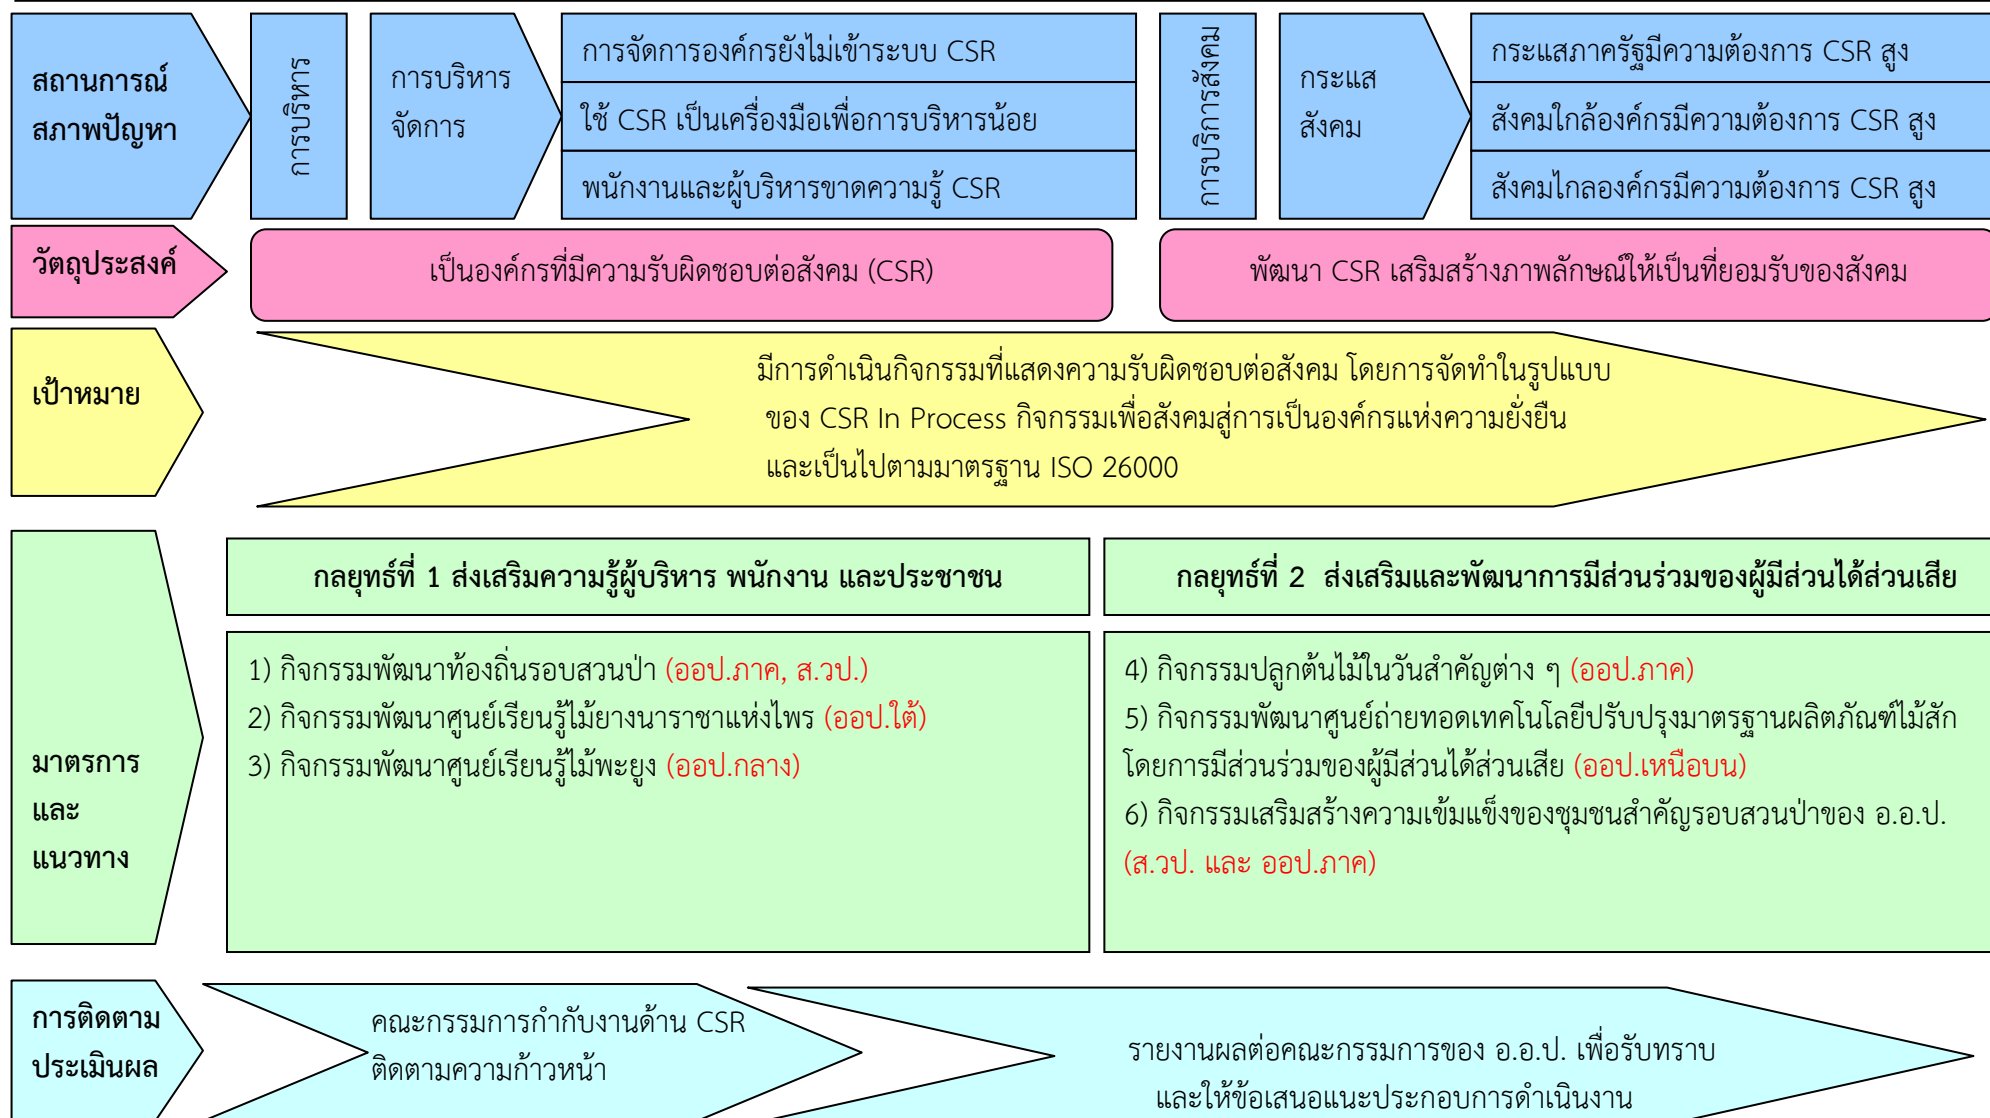 สถานการณ์
สภาพปัญหา
การบริหาร
การบริหาร
จัดการ
การจัดการองค์กรยังไม่เข้าระบบ CSR
ใช้ CSR เป็นเครื่องมือเพื่อการบริหารน้อย
พนักงานและผู้บริหารขาดความรู้ CSR
การบริการสังคม
กระแส
สังคม
กระแสภาครัฐมีความต้องการ CSR สูง
สังคมใกล้องค์กรมีความต้องการ CSR สูง
สังคมไกลองค์กรมีความต้องการ CSR สูง
วัตถุประสงค์
เป็นองค์กรที่มีความรับผิดชอบต่อสังคม (CSR)
พัฒนา CSR เสริมสร้างภาพลักษณ์ให้เป็นที่ยอมรับของสังคม
เป้าหมาย
มีการดำเนินกิจกรรมที่แสดงความรับผิดชอบต่อสังคม โดยการจัดทำในรูปแบบ
ของ CSR In Process กิจกรรมเพื่อสังคมสู่การเป็นองค์กรแห่งความยั่งยืน
และเป็นไปตามมาตรฐาน ISO 26000
มาตรการ
และ
แนวทาง
กลยุทธ์ที่ 1 ส่งเสริมความรู้ผู้บริหาร พนักงาน และประชาชน
1) กิจกรรมพัฒนาท้องถิ่นรอบสวนป่า (ออป.ภาค, ส.วป.)
2) กิจกรรมพัฒนาศูนย์เรียนรู้ไม้ยางนาราชาแห่งไพร (ออป.ใต้)
3) กิจกรรมพัฒนาศูนย์เรียนรู้ไม้พะยูง (ออป.กลาง)
กลยุทธ์ที่ 2 ส่งเสริมและพัฒนาการมีส่วนร่วมของผู้มีส่วนได้ส่วนเสีย
4) กิจกรรมปลูกต้นไม้ในวันสำคัญต่าง ๆ (ออป.ภาค)
5) กิจกรรมพัฒนาศูนย์ถ่ายทอดเทคโนโลยีปรับปรุงมาตรฐานผลิตภัณฑ์ไม้สัก
โดยการมีส่วนร่วมของผู้มีส่วนได้ส่วนเสีย (ออป.เหนือบน)
6) กิจกรรมเสริมสร้างความเข้มแข็งของชุมชนสำคัญรอบสวนป่าของ อ.อ.ป.
(ส.วป. และ ออป.ภาค)
การติดตาม
ประเมินผล
คณะกรรมการกำกับงานด้าน CSR
ติดตามความก้าวหน้า
รายงานผลต่อคณะกรรมการของ อ.อ.ป. เพื่อรับทราบ
และให้ข้อเสนอแนะประกอบการดำเนินงาน